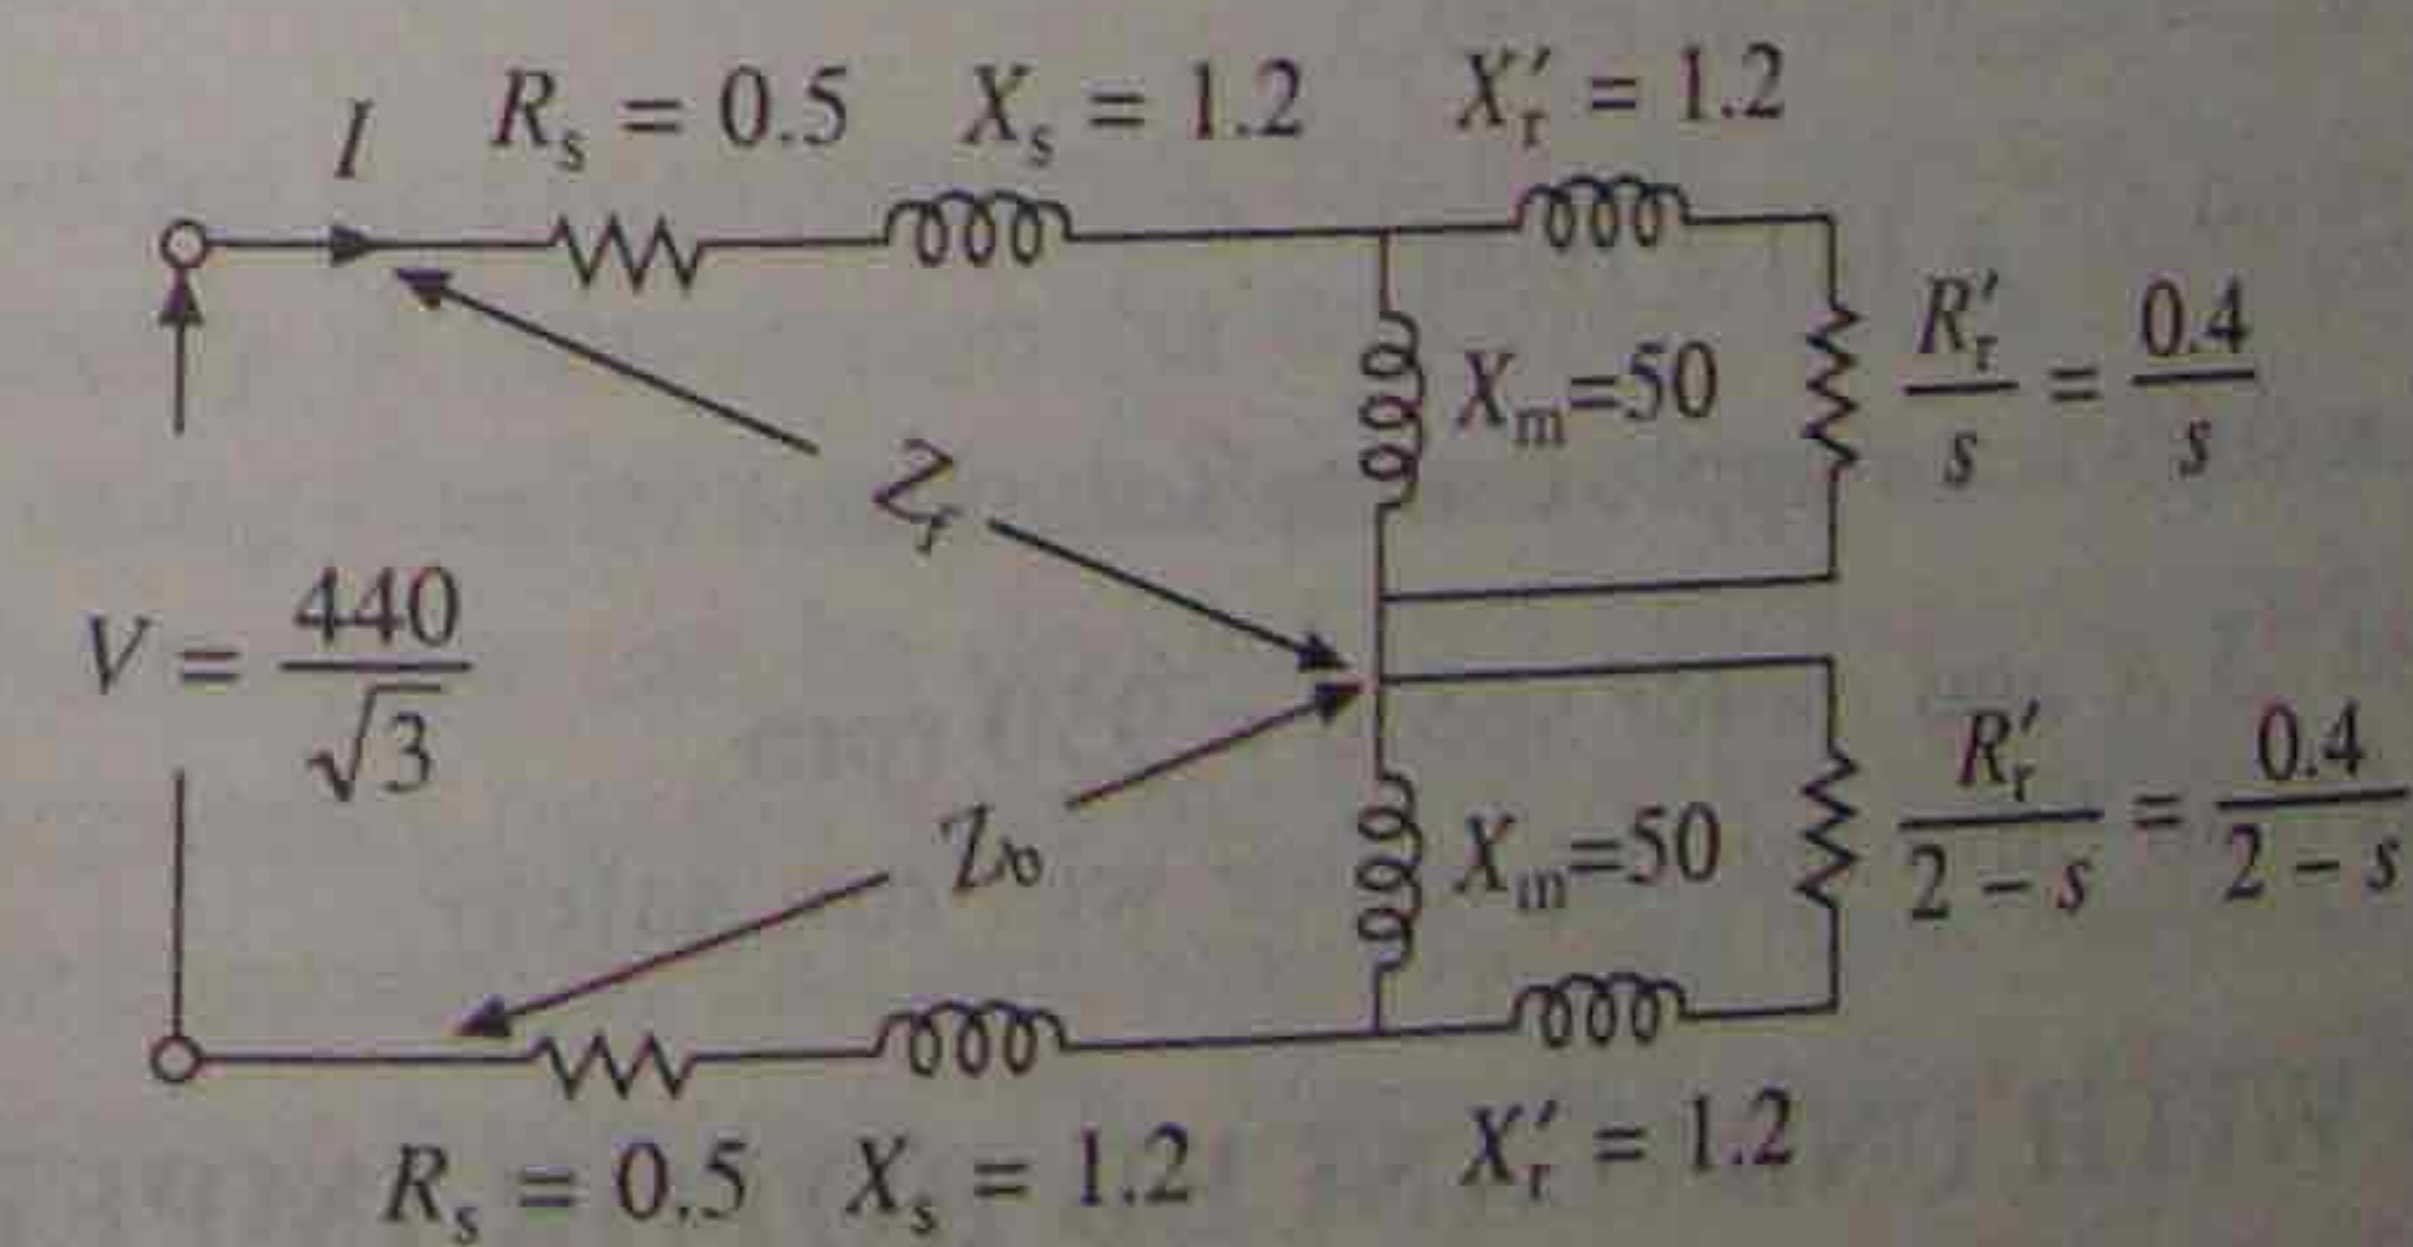 I R_s = 0.5 X_s = 1.2 X'_r = 1.2
X_m=50 R'_r/s = 0.4/s
Z_f
V = 440/√3
Z_b
X_m=50 R'_r/(2 − s) = 0.4/(2 − s)
R_s = 0.5 X_s = 1.2 X'_r = 1.2